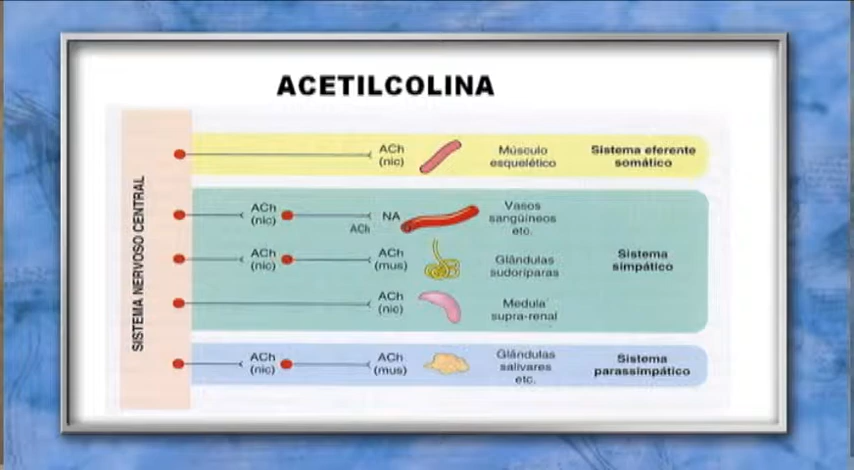 ACETILCOLINA
SISTEMA NERVOSO CENTRAL
ACh
(nic)
Músculo
esquelético
Sistema eferente
somático
ACh
(nic)
NA
ACh
Vasos
sangüíneos
etc.
ACh
(nic)
ACh
(mus)
Glândulas
sudoríparas
Sistema
simpático
ACh
(nic)
Medula
supra-renal
ACh
(nic)
ACh
(mus)
Glândulas
salivares
etc.
Sistema
parassimpático